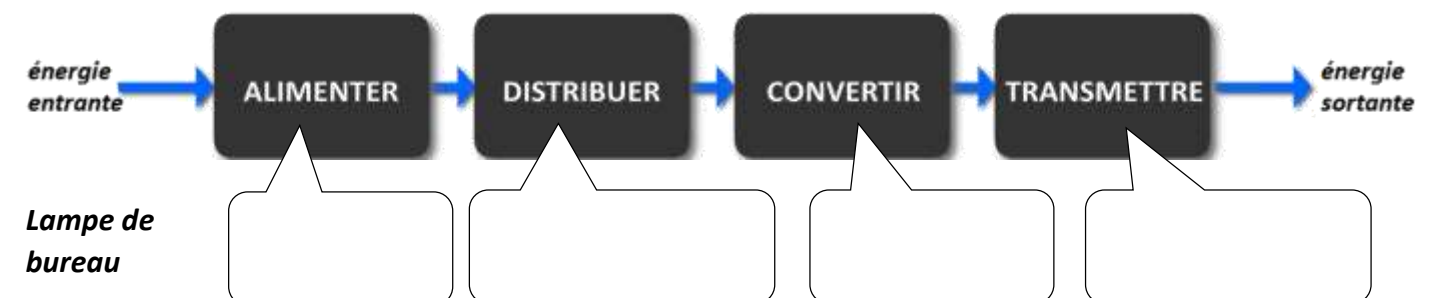 énergie
entrante
ALIMENTER
DISTRIBUER
CONVERTIR
TRANSMETTRE
énergie
sortante
Lampe de
bureau